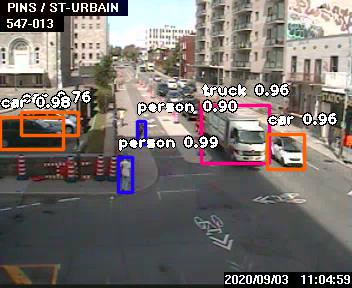 PINS / ST-URBAIN
547-013
car 0.76
car 0.98
truck 0.96
person 0.90
car 0.96
person 0.99
2020/09/03 11:04:59